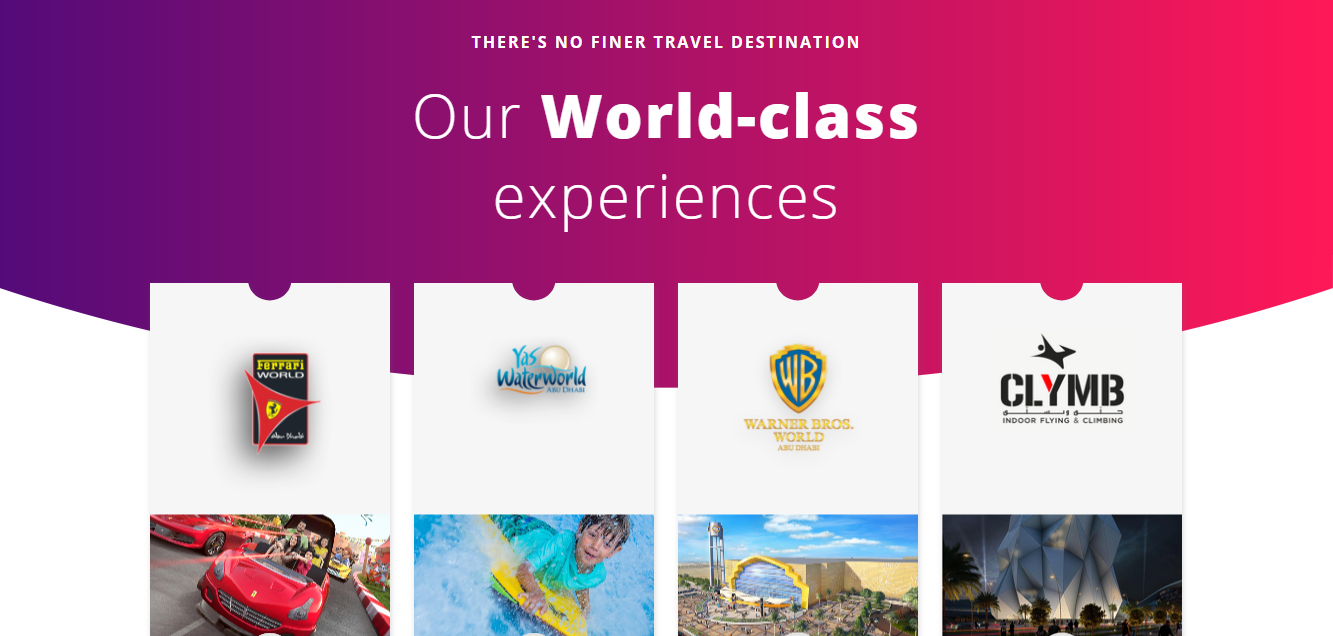 THERE'S NO FINER TRAVEL DESTINATION
Our World-class
experiences
Ferrari
WORLD
Abu Dhabi
Yas
WaterWorld
ABU DHABI
WB
WARNER BROS.
WORLD
ABU DHABI
CLYMB
INDOOR FLYING & CLIMBING